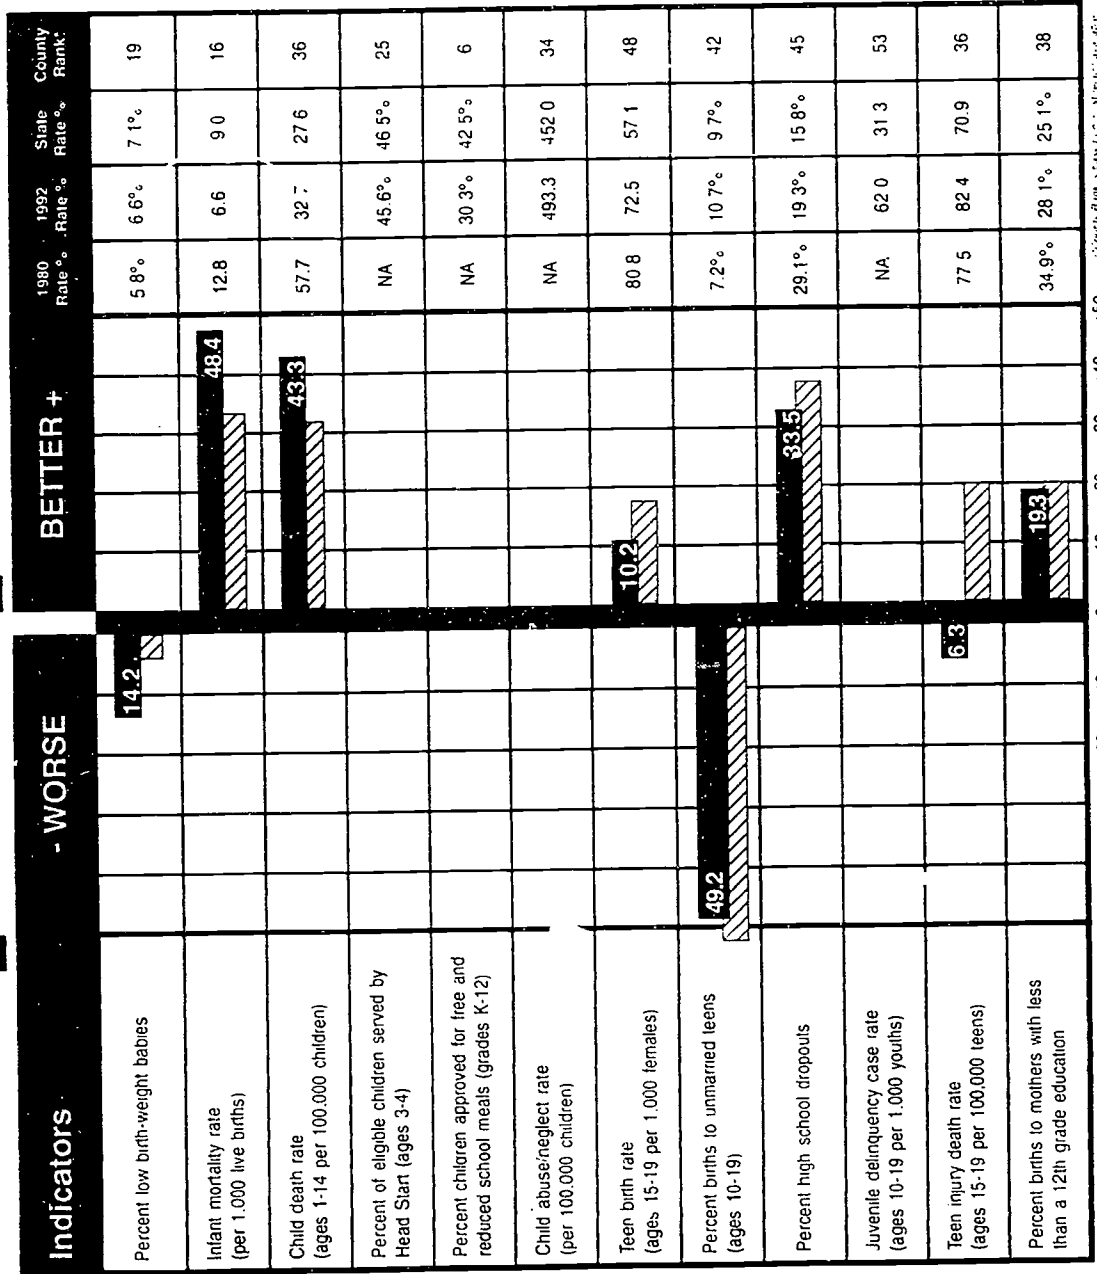 Indicators
- WORSE
BETTER +
1980 Rate %
1992 Rate %
State Rate %
County Rank*
Percent low birth-weight babies
14.2
5 8%
6 6%
7 1%
19
Infant mortality rate
(per 1,000 live births)
48.4
12.8
6.6
9 0
16
Child death rate
(ages 1-14 per 100,000 children)
43.3
57.7
32
27 6
36
Percent of eligible children served by
Head Start (ages 3-4)
NA
45.6%
46 5%
25
Percent children approved for free and
reduced school meals (grades K-12)
NA
30 3%
42 5%
6
Child abuse/neglect rate
(per 100,000 children)
NA
493.3
452 0
34
Teen birth rate
(ages 15-19 per 1,000 females)
10.2
80 8
72.5
57 1
48
Percent births to unmarried teens
(ages 10-19)
49.2
7.2%
10 7%
9 7%
42
Percent high school dropouts
33.5
29.1%
19 3%
15 8%
45
Juvenile delinquency case rate
(ages 10-19 per 1,000 youths)
NA
62 0
31 3
53
Teen injury death rate
(ages 15-19 per 100,000 teens)
6.3
77 5
82 4
70.9
36
Percent births to mothers with less
than a 12th grade education
19.3
34.9%
28 1%
25 1%
38